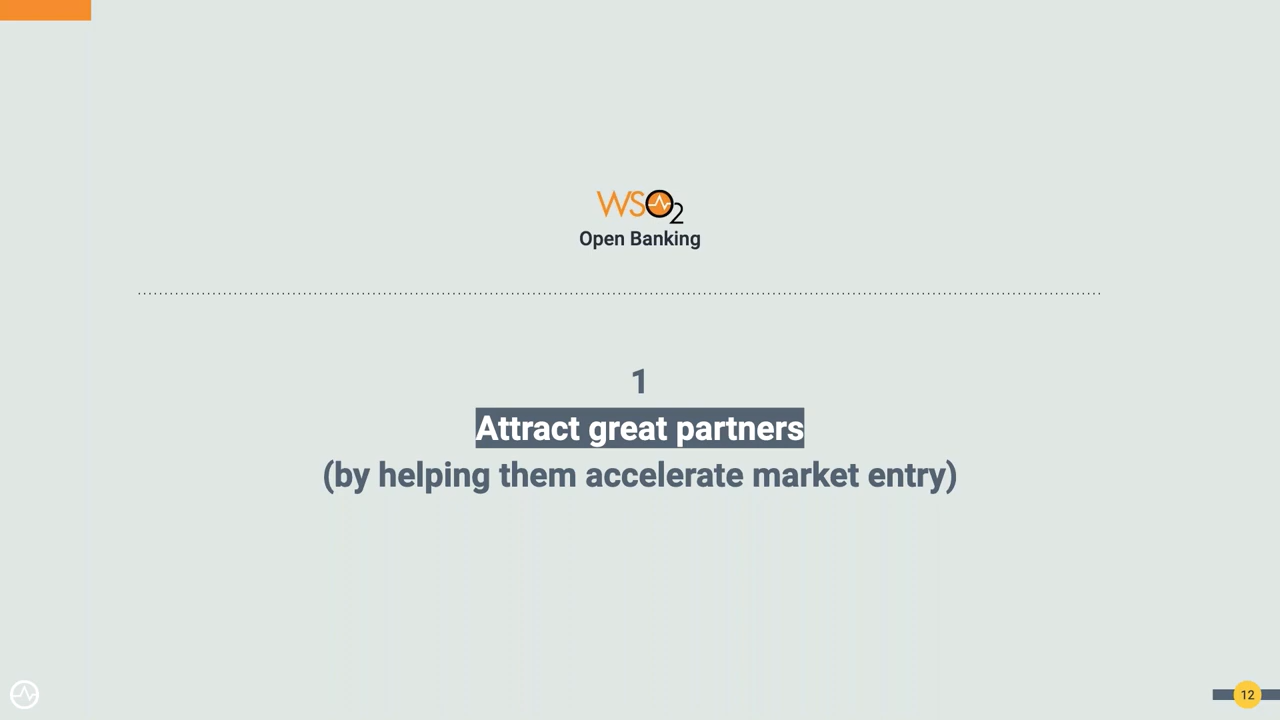 WSO2
Open Banking
1
Attract great partners
(by helping them accelerate market entry)
12